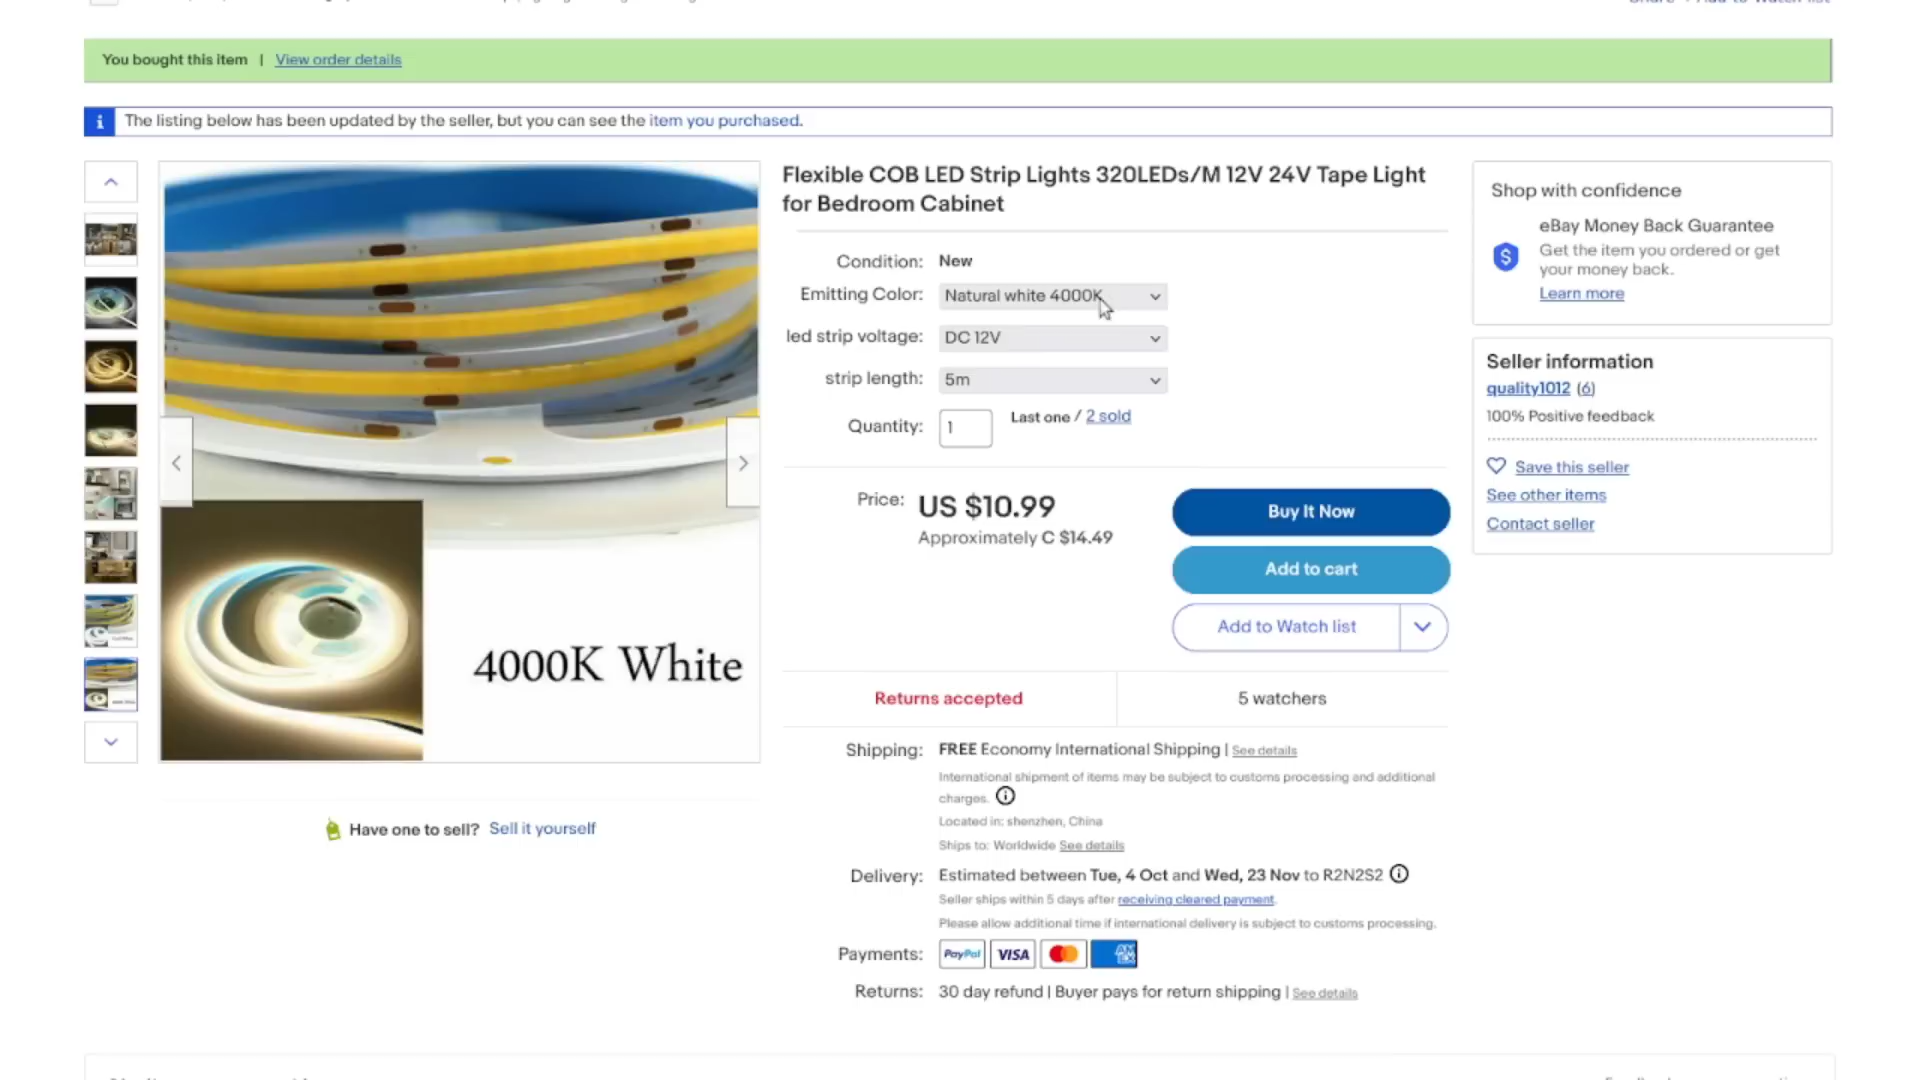 You bought this item | View order details
The listing below has been updated by the seller, but you can see the item you purchased.
Flexible COB LED Strip Lights 320LEDs/M 12V 24V Tape Light
for Bedroom Cabinet
Condition: New
Emitting Color: Natural white 4000K
led strip voltage: DC 12V
strip length: 5m
Quantity: 1 Last one / 2 sold
Price: US $10.99
Approximately C $14.49
Buy It Now
Add to cart
Add to Watch list
4000K White
Returns accepted
5 watchers
Shipping: FREE Economy International Shipping | See details
International shipment of items may be subject to customs processing and additional
charges.
Located in: shenzhen, China
Ships to: Worldwide See details
Delivery: Estimated between Tue, 4 Oct and Wed, 23 Nov to R2N2S2
Seller ships within 5 days after receiving cleared payment.
Please allow additional time if international delivery is subject to customs processing.
Payments: PayPal VISA AMEX
Returns: 30 day refund | Buyer pays for return shipping | See details
Have one to sell? Sell it yourself
Shop with confidence
eBay Money Back Guarantee
Get the item you ordered or get
your money back.
Learn more
Seller information
quality1012 (6)
100% Positive feedback
Save this seller
See other items
Contact seller